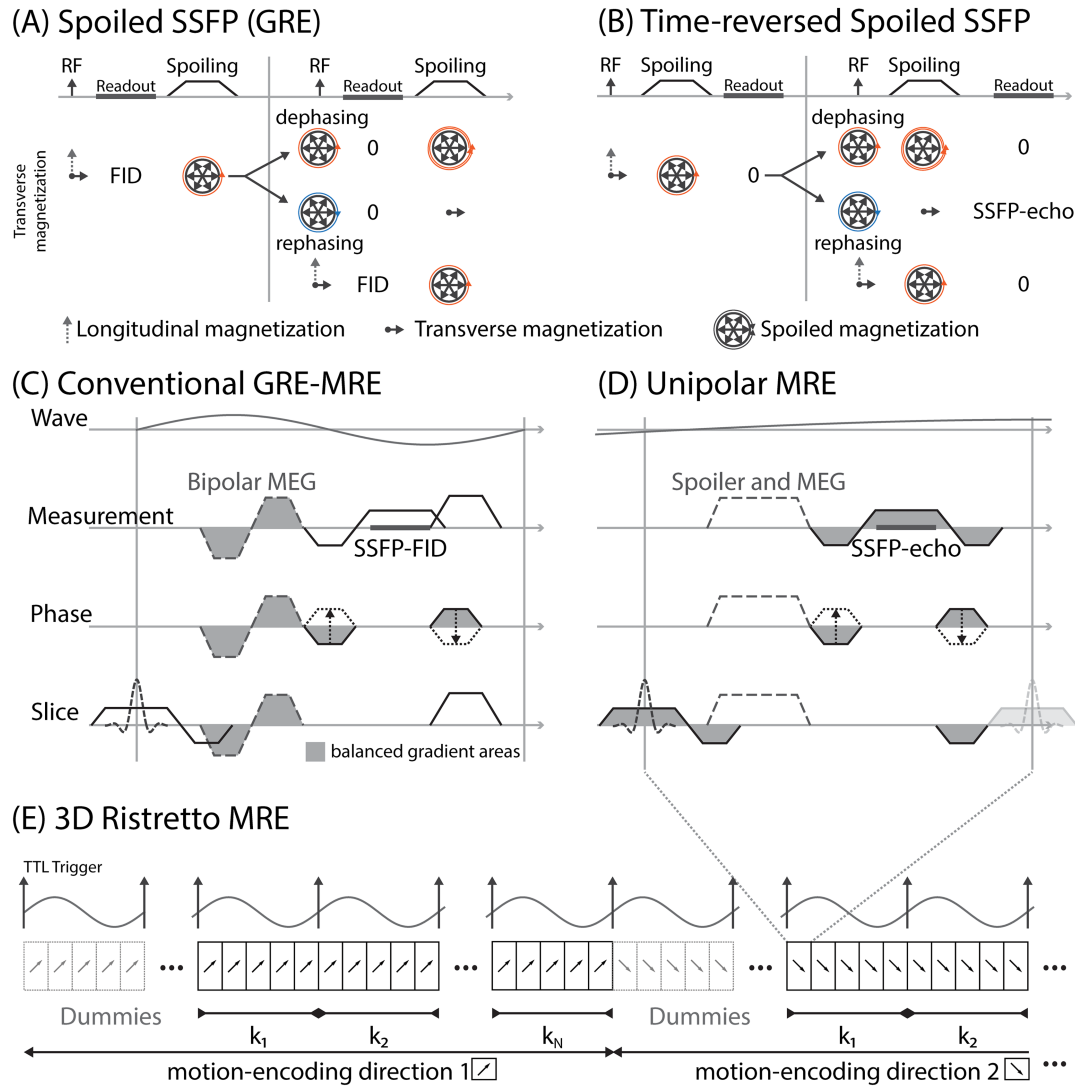 (A) Spoiled SSFP (GRE)
RF
Readout
Spoiling
RF
Readout
Spoiling
dephasing
0
Transverse
magnetization
FID
0
rephasing
FID
(B) Time-reversed Spoiled SSFP
RF
Spoiling
Readout
RF
Spoiling
Readout
dephasing
0
0
SSFP-echo
rephasing
0
Longitudinal magnetization
Transverse magnetization
Spoiled magnetization
(C) Conventional GRE-MRE
Wave
Bipolar MEG
Measurement
SSFP-FID
Phase
Slice
balanced gradient areas
(D) Unipolar MRE
Spoiler and MEG
SSFP-echo
(E) 3D Ristretto MRE
TTL Trigger
•••
•••
•••
•••
Dummies
k₁
k₂
k_N
Dummies
k₁
k₂
motion-encoding direction 1
motion-encoding direction 2
•••